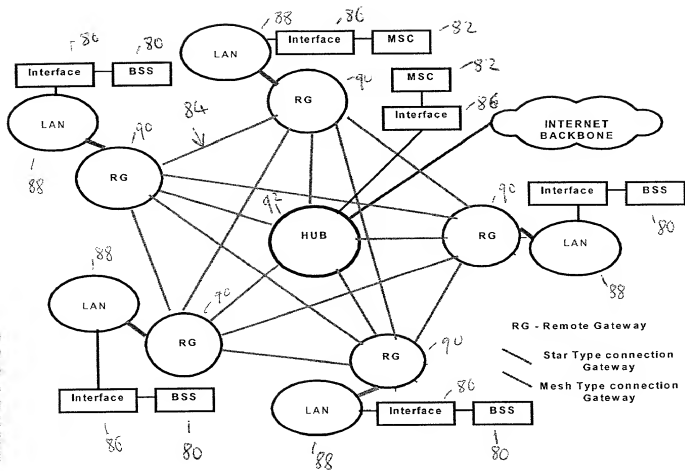 88
86
82
LAN
Interface
MSC
86
80
Interface
BSS
90
RG
MSC
82
Interface
86
INTERNET
BACKBONE
LAN
88
90
84
RG
92
HUB
90
RG
Interface
BSS
80
LAN
88
88
LAN
90
RG
Interface
BSS
86
80
RG
90
LAN
88
86
Interface
BSS
80
RG - Remote Gateway
Star Type connection
Gateway
Mesh Type connection
Gateway